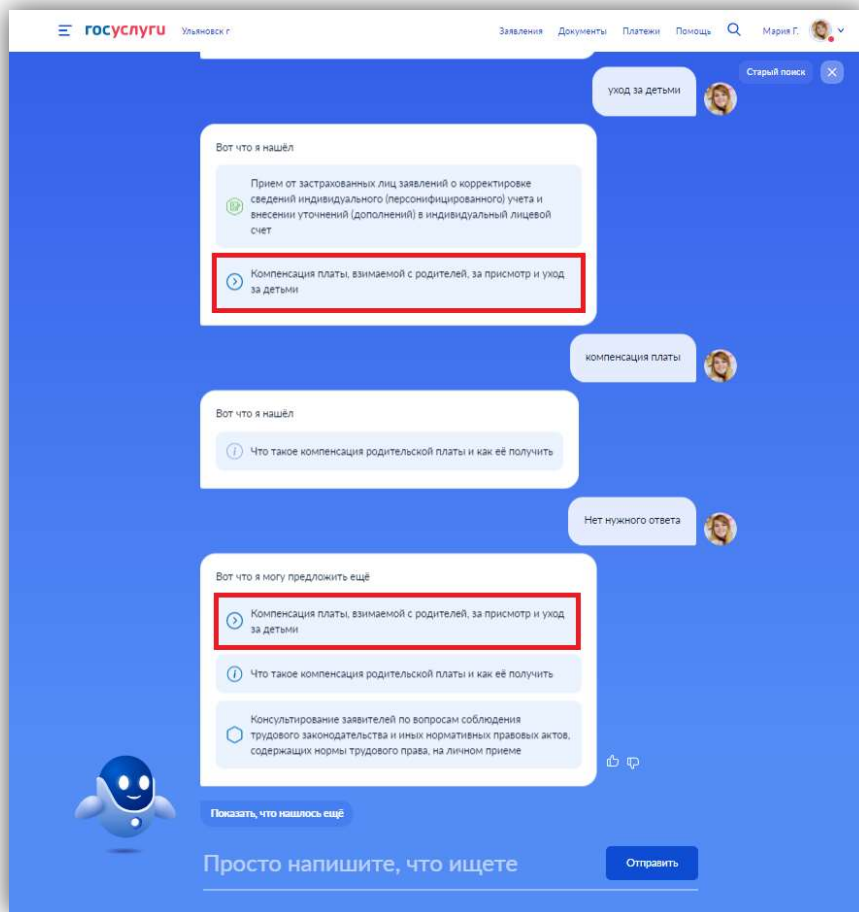 госуслуги Ульяновск г Заявления Документы Платежи Помощь Мария Г.
Старый поиск
уход за детьми
Вот что я нашёл
Прием от застрахованных лиц заявлений о корректировке
сведений индивидуального (персонифицированного) учета и
внесении уточнений (дополнений) в индивидуальный лицевой
счет
Компенсация платы, взимаемой с родителей, за присмотр и уход
за детьми
компенсация платы
Вот что я нашёл
Что такое компенсация родительской платы и как её получить
Нет нужного ответа
Вот что я могу предложить ещё
Компенсация платы, взимаемой с родителей, за присмотр и уход
за детьми
Что такое компенсация родительской платы и как её получить
Консультирование заявителей по вопросам соблюдения
трудового законодательства и иных нормативных правовых актов,
содержащих нормы трудового права, на личном приеме
Показать, что нашлось ещё
Просто напишите, что ищете
Отправить